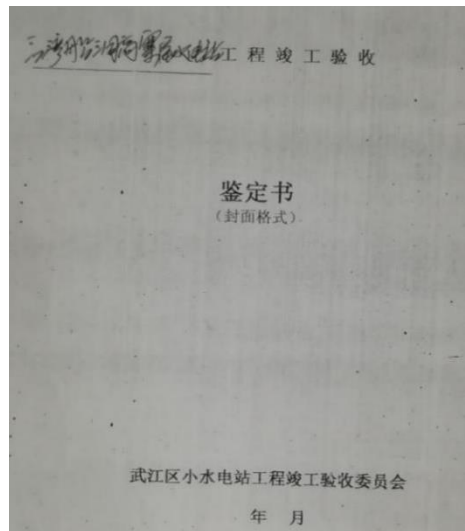 工程竣工验收
鉴定书
(封面格式)
武江区小水电站工程竣工验收委员会
年 月